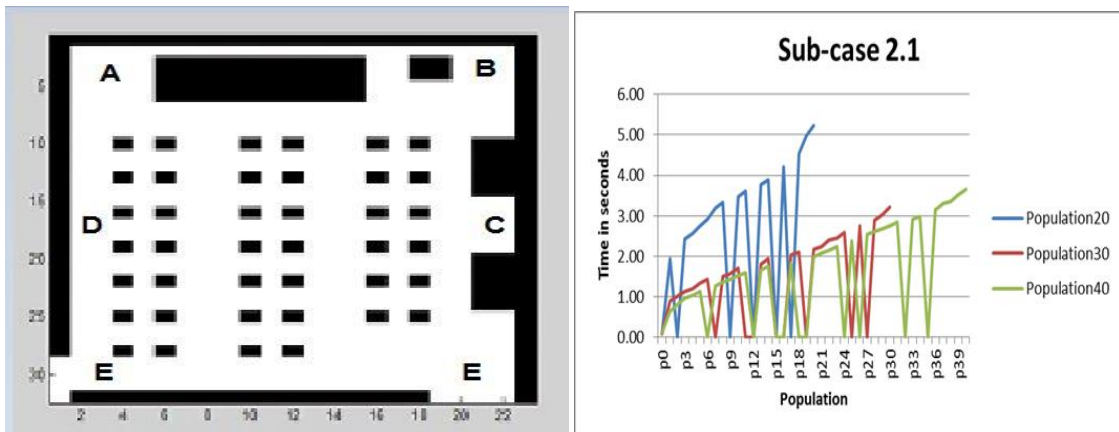 A
B
5
10
15
D
C
20
25
E
E
30
2 4 6 8 10 12 14 16 18 20 22
Sub-case 2.1
6.00
5.00
4.00
3.00
2.00
1.00
0.00
Time in seconds
p0 p3 p6 p9 p12 p15 p18 p21 p24 p27 p30 p33 p36 p39
Population
Population20
Population30
Population40